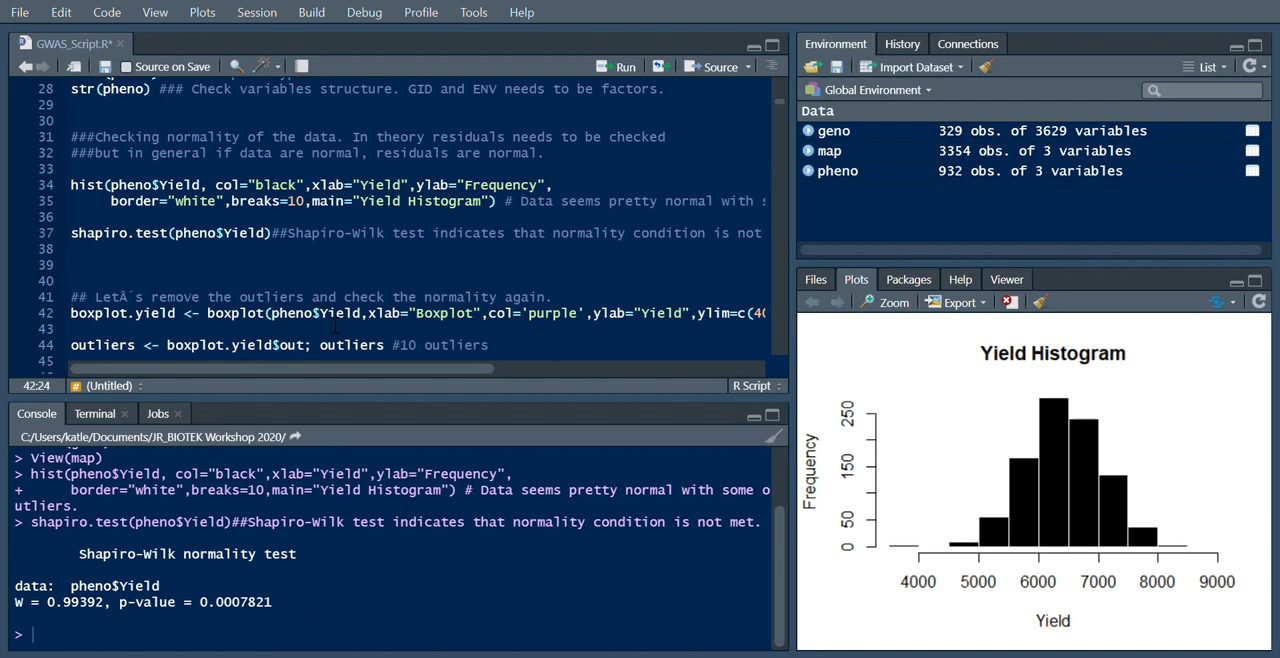 File Edit Code View Plots Session Build Debug Profile Tools Help
GWAS_Script.R*
Source on Save Run Source
28 str(pheno) ### Check variables structure. GID and ENV needs to be factors.
29
30
31 ###Checking normality of the data. In theory residuals needs to be checked
32 ###but in general if data are normal, residuals are normal.
33
34 hist(pheno$Yield, col="black",xlab="Yield",ylab="Frequency",
35 border="white",breaks=10,main="Yield Histogram") # Data seems pretty normal with
36
37 shapiro.test(pheno$Yield)##Shapiro-Wilk test indicates that normality condition is not
38
39
40
41 ## LetÂ´s remove the outliers and check the normality again.
42 boxplot.yield <- boxplot(pheno$Yield,xlab="Boxplot",col='purple',ylab="Yield",ylim=c(40
43
44 outliers <- boxplot.yield$out; outliers #10 outliers
45
42:24 # (Untitled) R Script
Console Terminal Jobs
C:/Users/katle/Documents/JR_BIOTEK Workshop 2020/
> View(map)
> hist(pheno$Yield, col="black",xlab="Yield",ylab="Frequency",
+ border="white",breaks=10,main="Yield Histogram") # Data seems pretty normal with some o
utliers.
> shapiro.test(pheno$Yield)##Shapiro-Wilk test indicates that normality condition is not met.
Shapiro-Wilk normality test
data: pheno$Yield
W = 0.99392, p-value = 0.0007821
>
Environment History Connections
Import Dataset List
Global Environment
Data
geno 329 obs. of 3629 variables
map 3354 obs. of 3 variables
pheno 932 obs. of 3 variables
Files Plots Packages Help Viewer
Zoom Export
Yield Histogram
Frequency
250
150
50
0
4000 5000 6000 7000 8000 9000
Yield